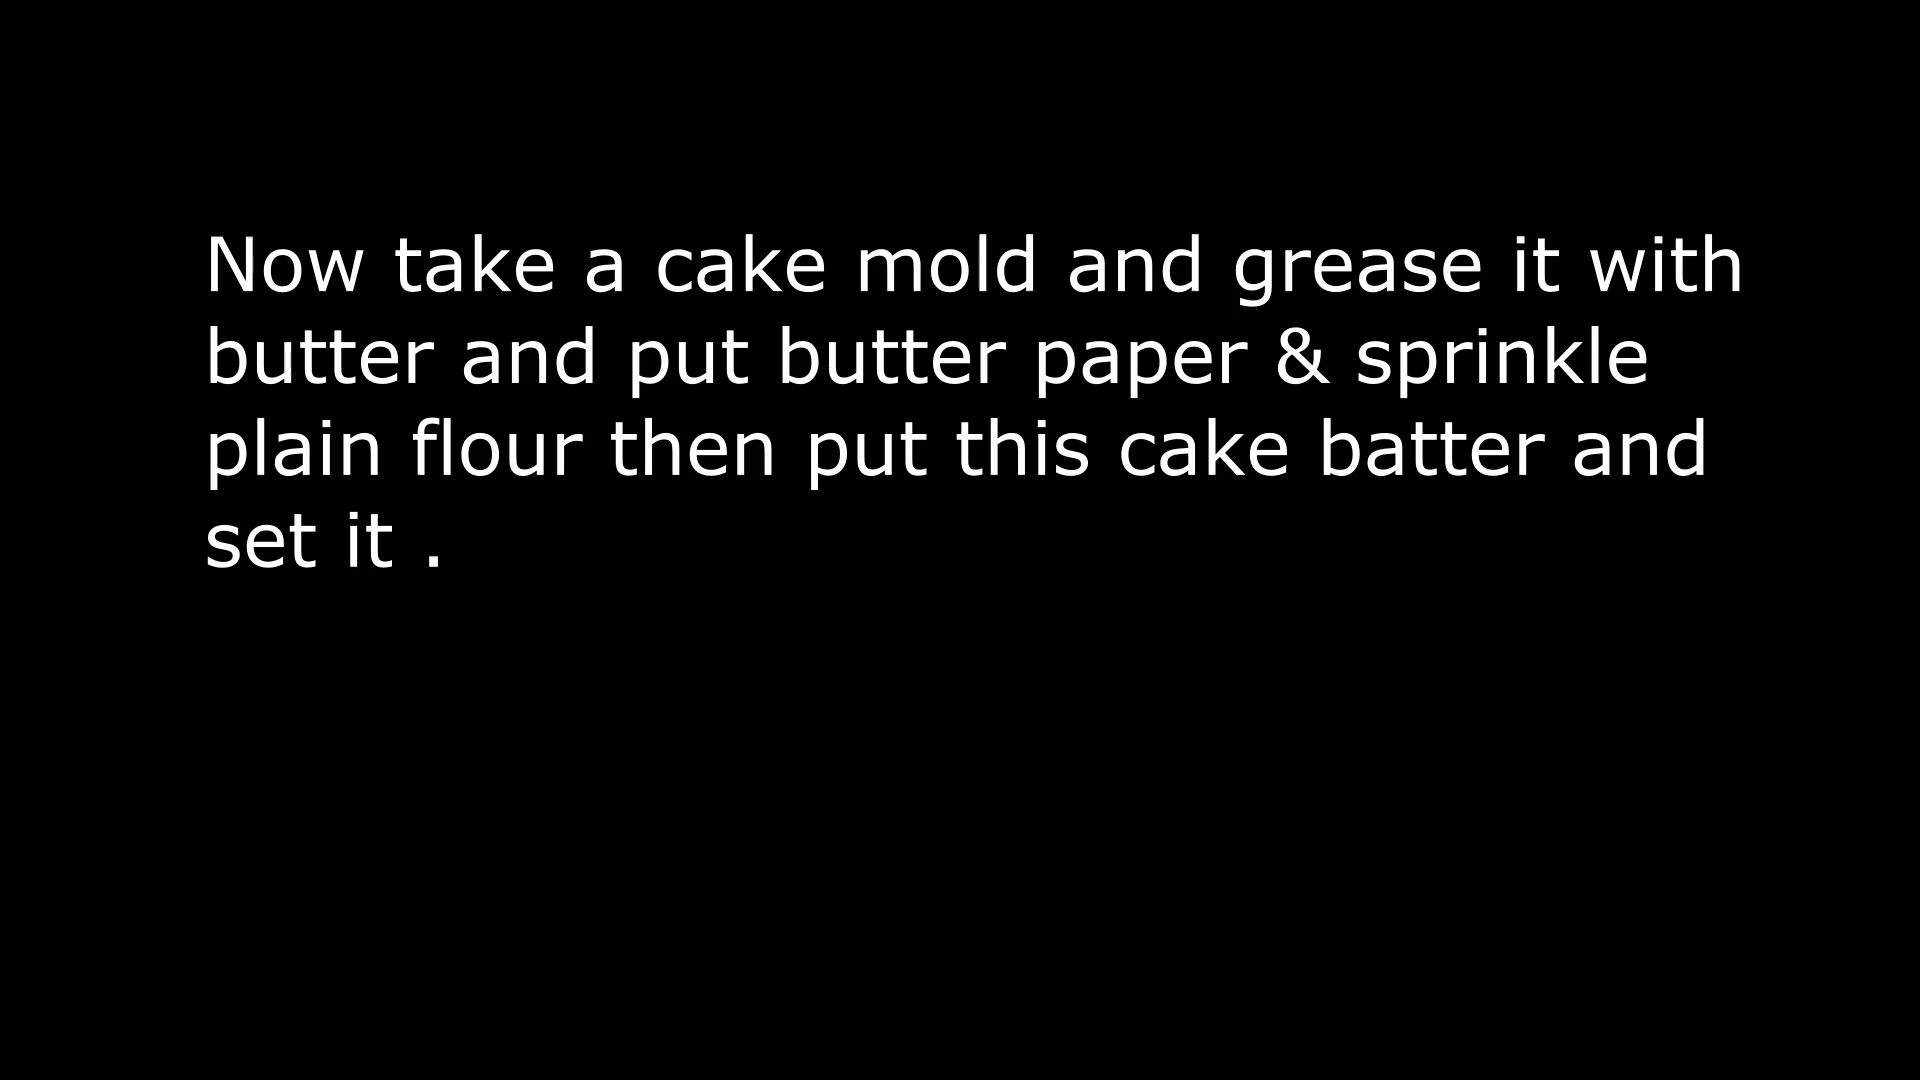 Now take a cake mold and grease it with
butter and put butter paper & sprinkle
plain flour then put this cake batter and
set it .